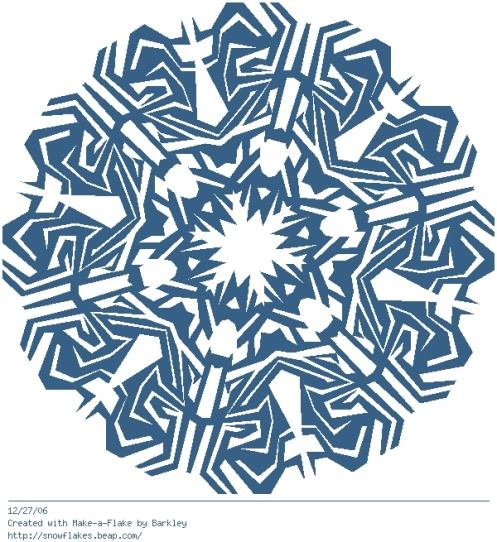 12/27/06
Created with Make-a-Flake by Barkley
http://snowflakes.beap.com/